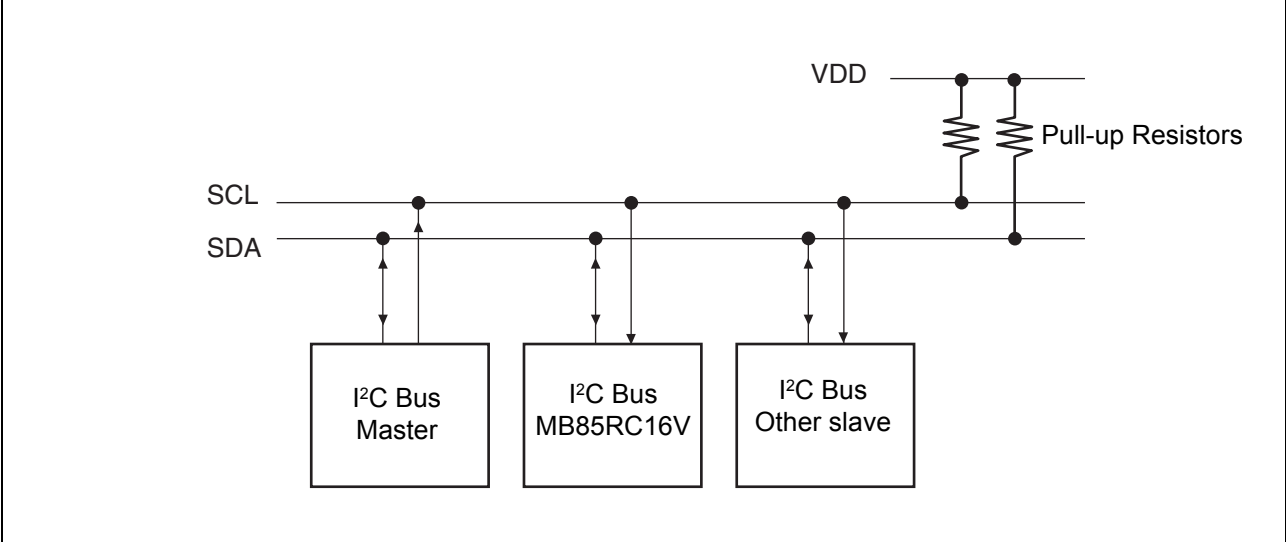 VDD
Pull-up Resistors
SCL
SDA
I²C Bus
Master
I²C Bus
MB85RC16V
I²C Bus
Other slave